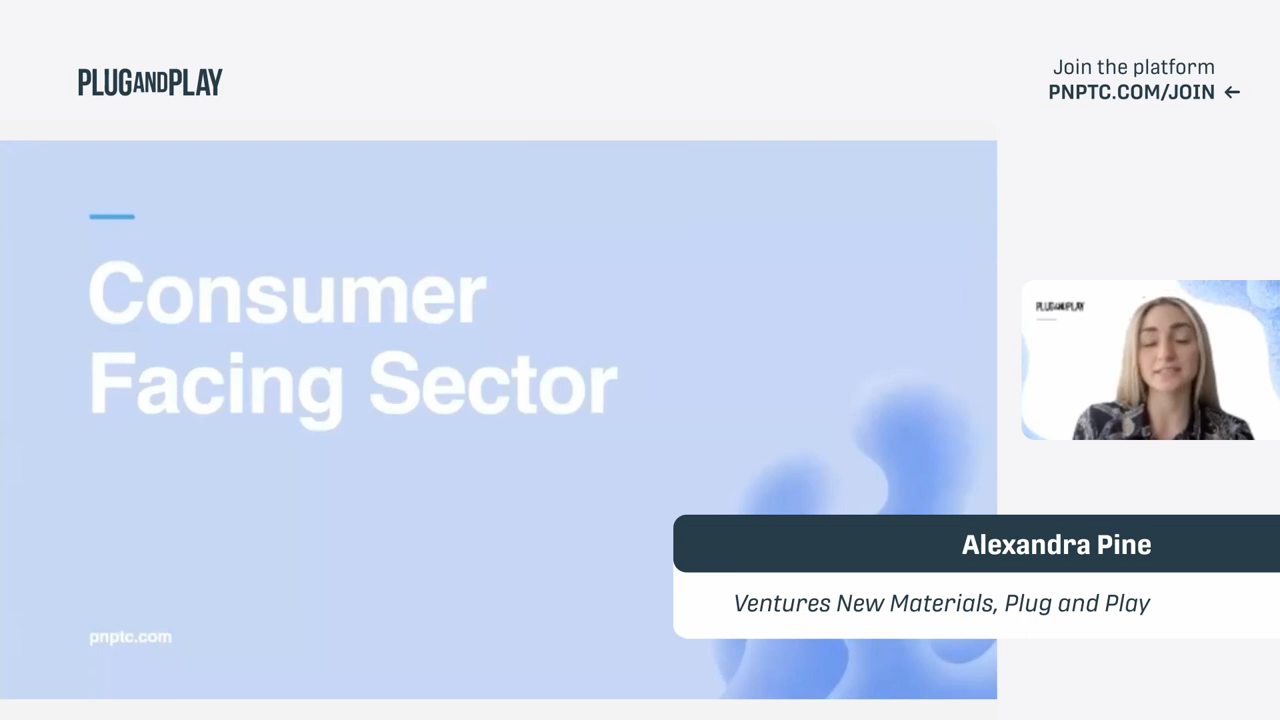 PLUGANDPLAY
Join the platform
PNPTC.COM/JOIN ←
Consumer
Facing Sector
PLUGANDPLAY
Alexandra Pine
Ventures New Materials, Plug and Play
pnptc.com